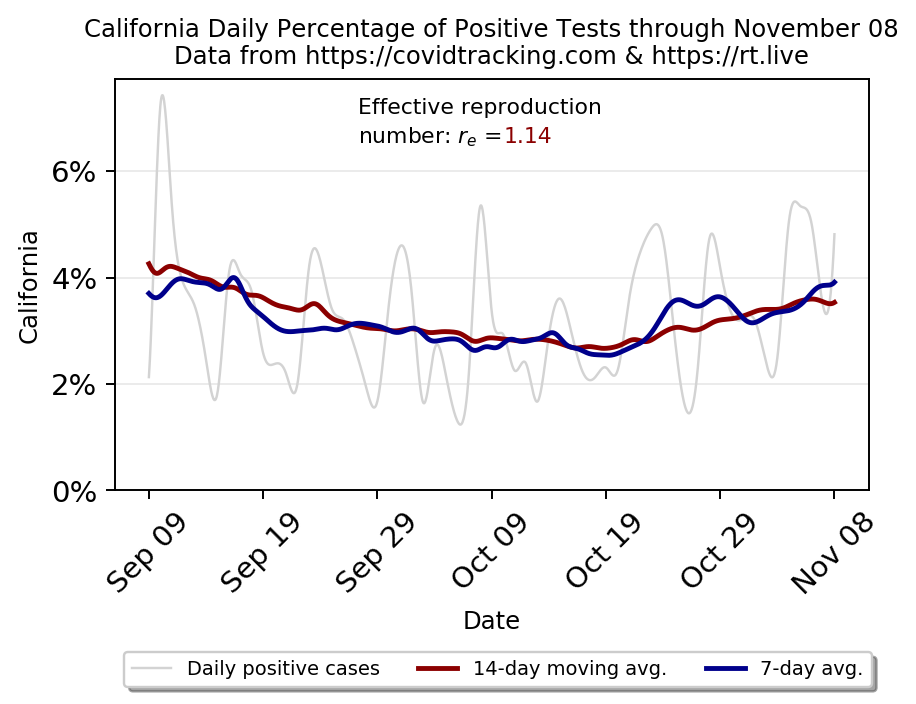 California Daily Percentage of Positive Tests through November 08
Data from https://covidtracking.com & https://rt.live
Effective reproduction
number: rₑ =1.14
California
6%
4%
2%
0%
Sep 09
Sep 19
Sep 29
Oct 09
Oct 19
Oct 29
Nov 08
Date
Daily positive cases
14-day moving avg.
7-day avg.